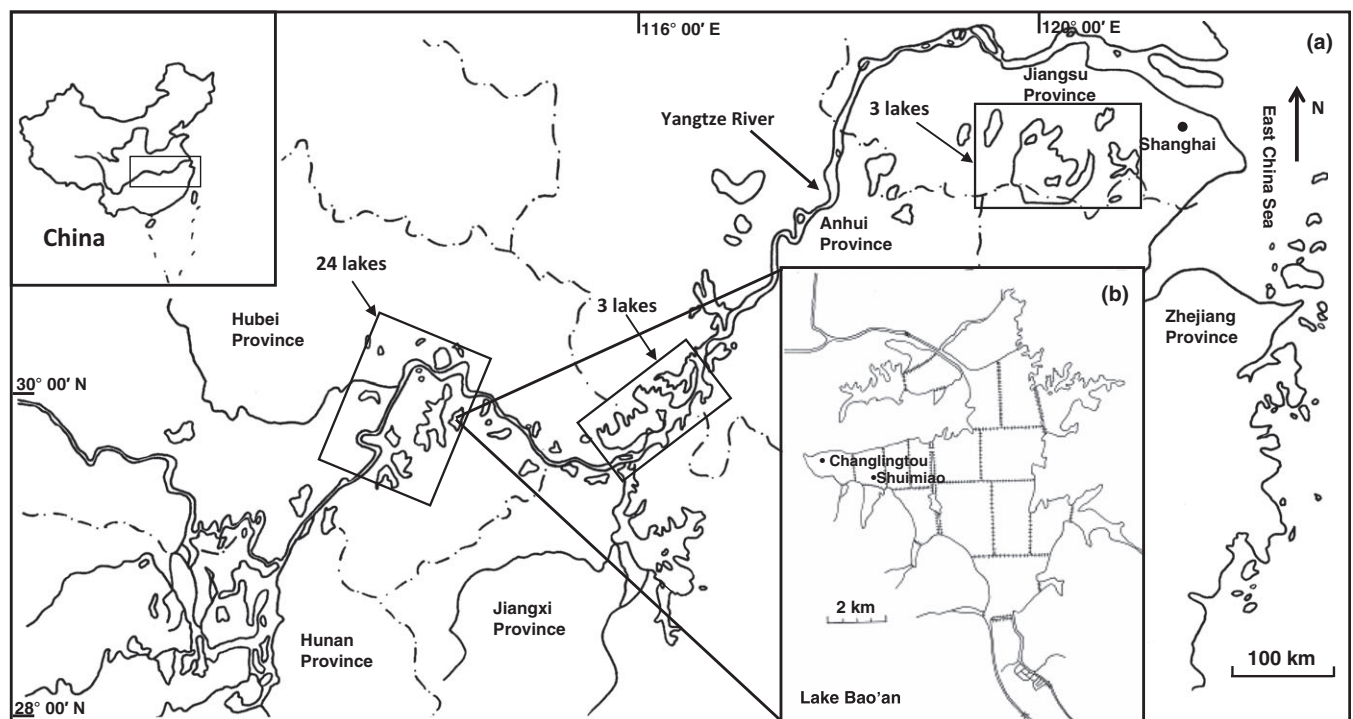 116° 00′ E
120° 00′ E
(a)
Jiangsu
Province
3 lakes
N
Yangtze River
Shanghai
East China Sea
China
Anhui
Province
24 lakes
3 lakes
(b)
Hubei
Province
Zhejiang
Province
30° 00′ N
Changlingtou
Shuimiao
2 km
Jiangxi
Province
Hunan
Province
100 km
Lake Bao’an
28° 00′ N